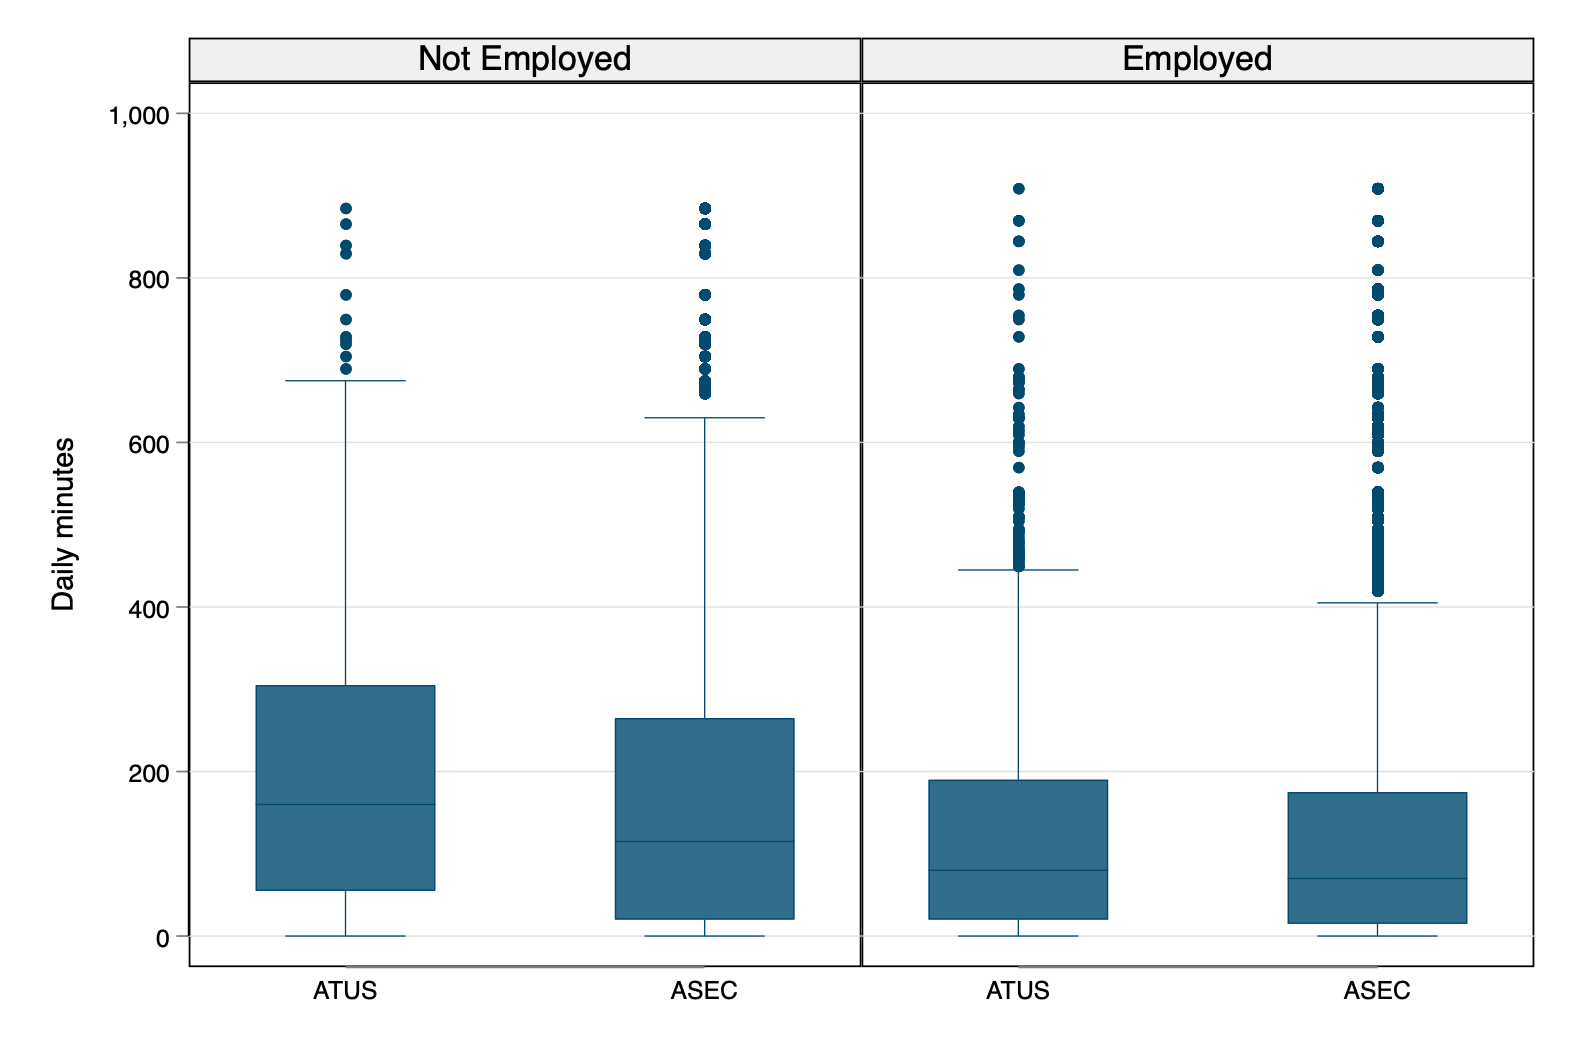 Not Employed
Employed
Daily minutes
1,000
800
600
400
200
0
ATUS
ASEC
ATUS
ASEC